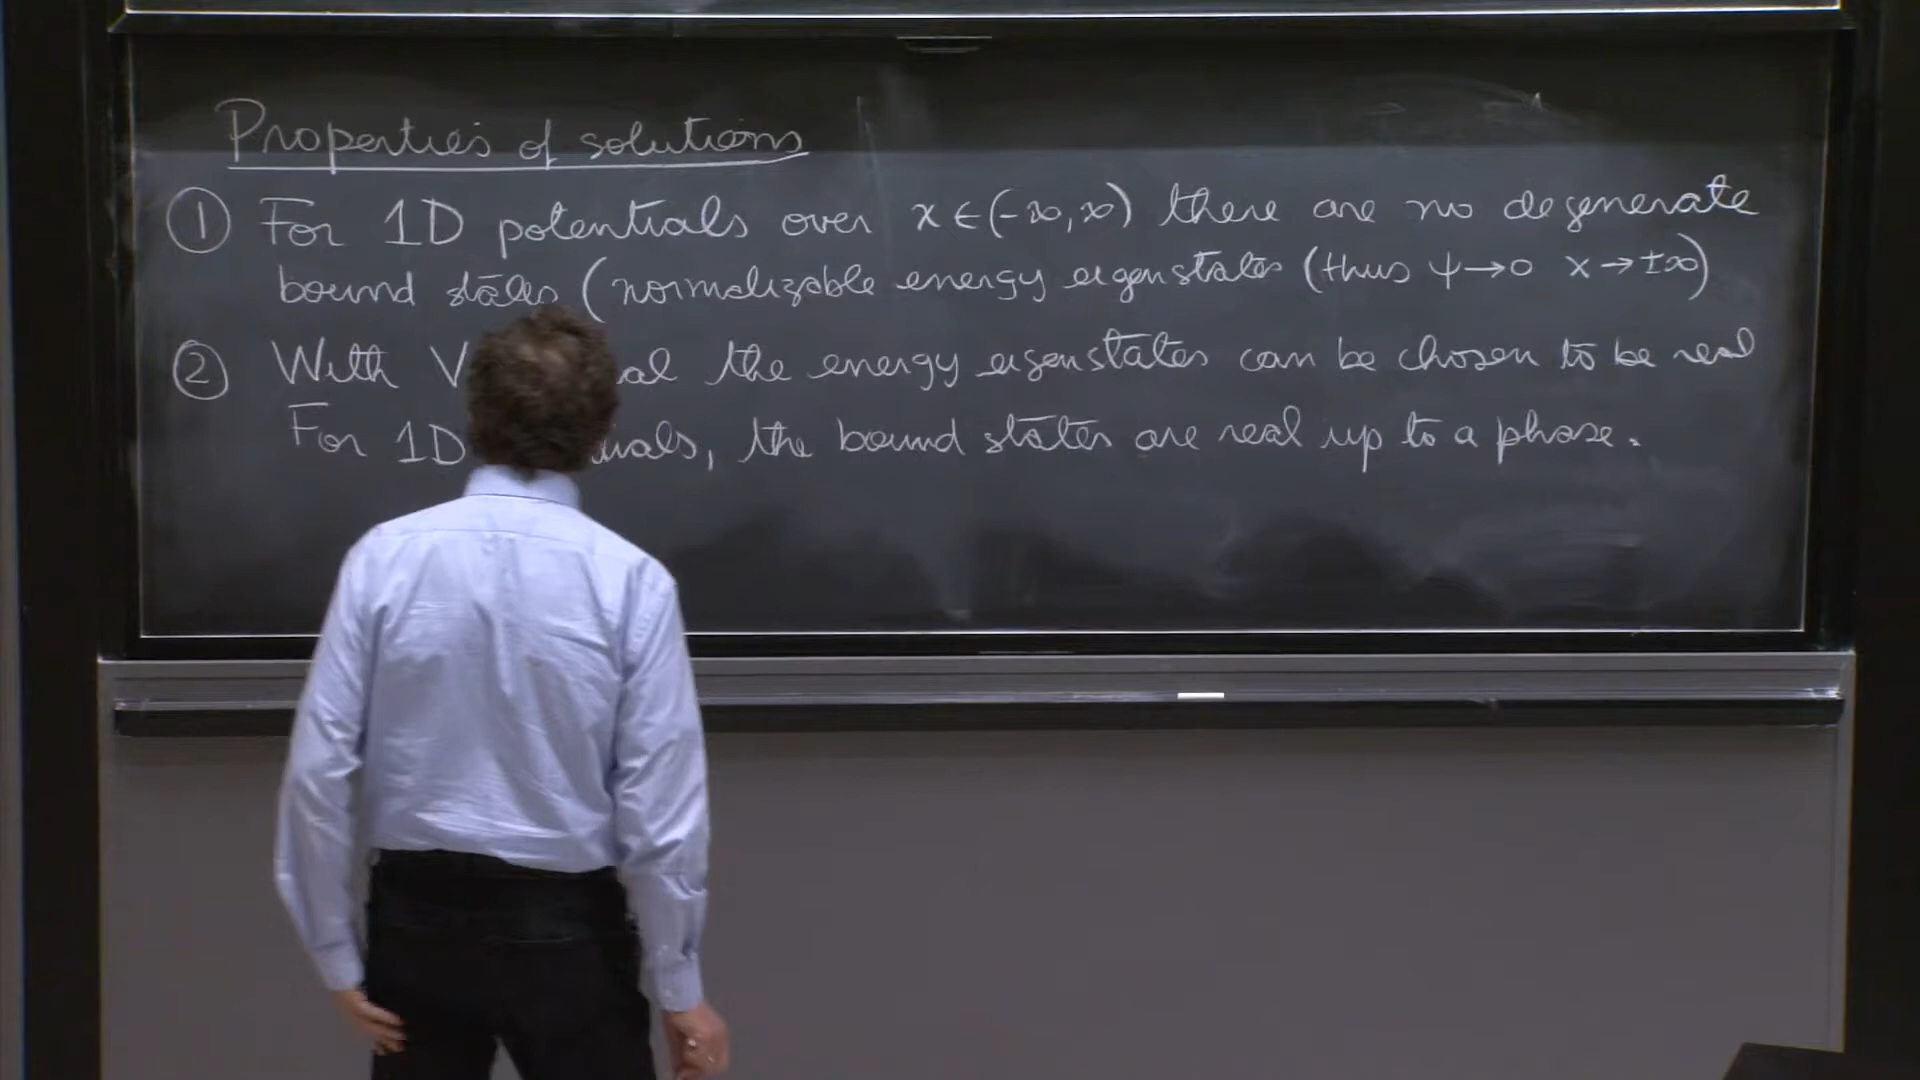 Properties of solutions
① For 1D potentials over x ∈ (-∞, ∞) there are no degenerate
bound states (normalizable energy eigenstates (thus ψ → 0 x → ±∞)
② With V al the energy eigenstates can be chosen to be real
For 1D uals, the bound states are real up to a phase.